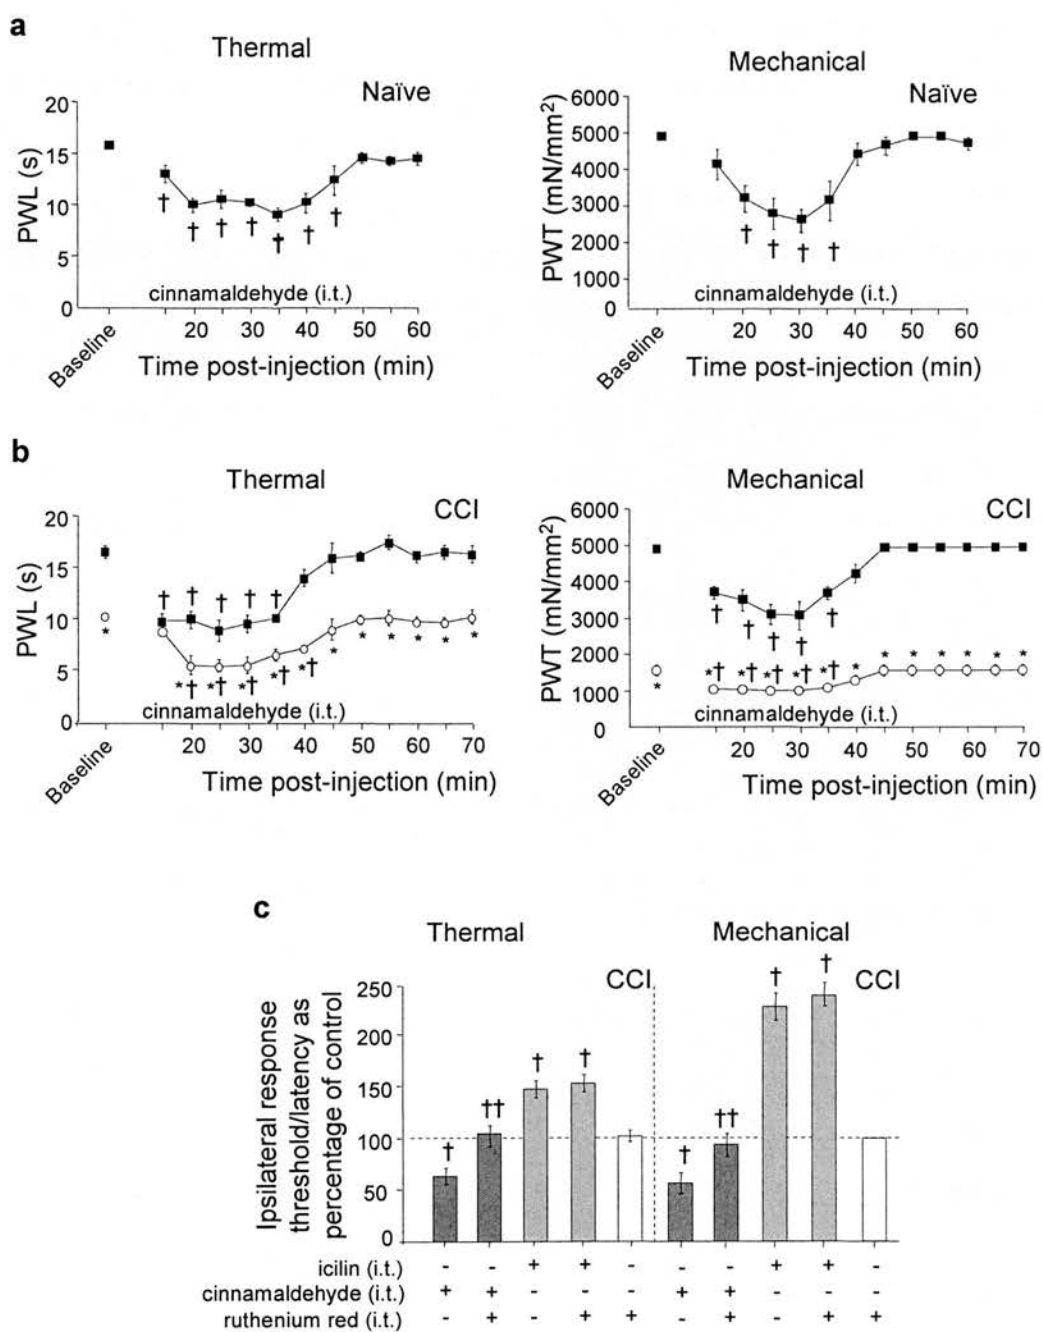 a
Thermal
Naïve
PWL (s)
20
15
10
5
0
† † † † † † †
cinnamaldehyde (i.t.)
Baseline
20 30 40 50 60
Time post-injection (min)
Mechanical
Naïve
PWT (mN/mm²)
6000
5000
4000
3000
2000
1000
0
† † † †
cinnamaldehyde (i.t.)
Baseline
20 30 40 50 60
Time post-injection (min)
b
Thermal
CCI
PWL (s)
20
15
10
5
0
† † † † †
* *† *† *† *† *† * * * * * *
cinnamaldehyde (i.t.)
Baseline
20 30 40 50 60 70
Time post-injection (min)
Mechanical
CCI
PWT (mN/mm²)
6000
5000
4000
3000
2000
1000
0
† † † † †
* *† *† *† *† *† * * * * * * *
cinnamaldehyde (i.t.)
Baseline
20 30 40 50 60 70
Time post-injection (min)
c
Thermal
CCI
Mechanical
CCI
Ipsilateral response
threshold/latency as
percentage of control
250
200
150
100
50
0
† †† † † † †† † †
icilin (i.t.) - - + + - - - + + -
cinnamaldehyde (i.t.) + + - - - + + - - -
ruthenium red (i.t.) - + - + + - + - + +